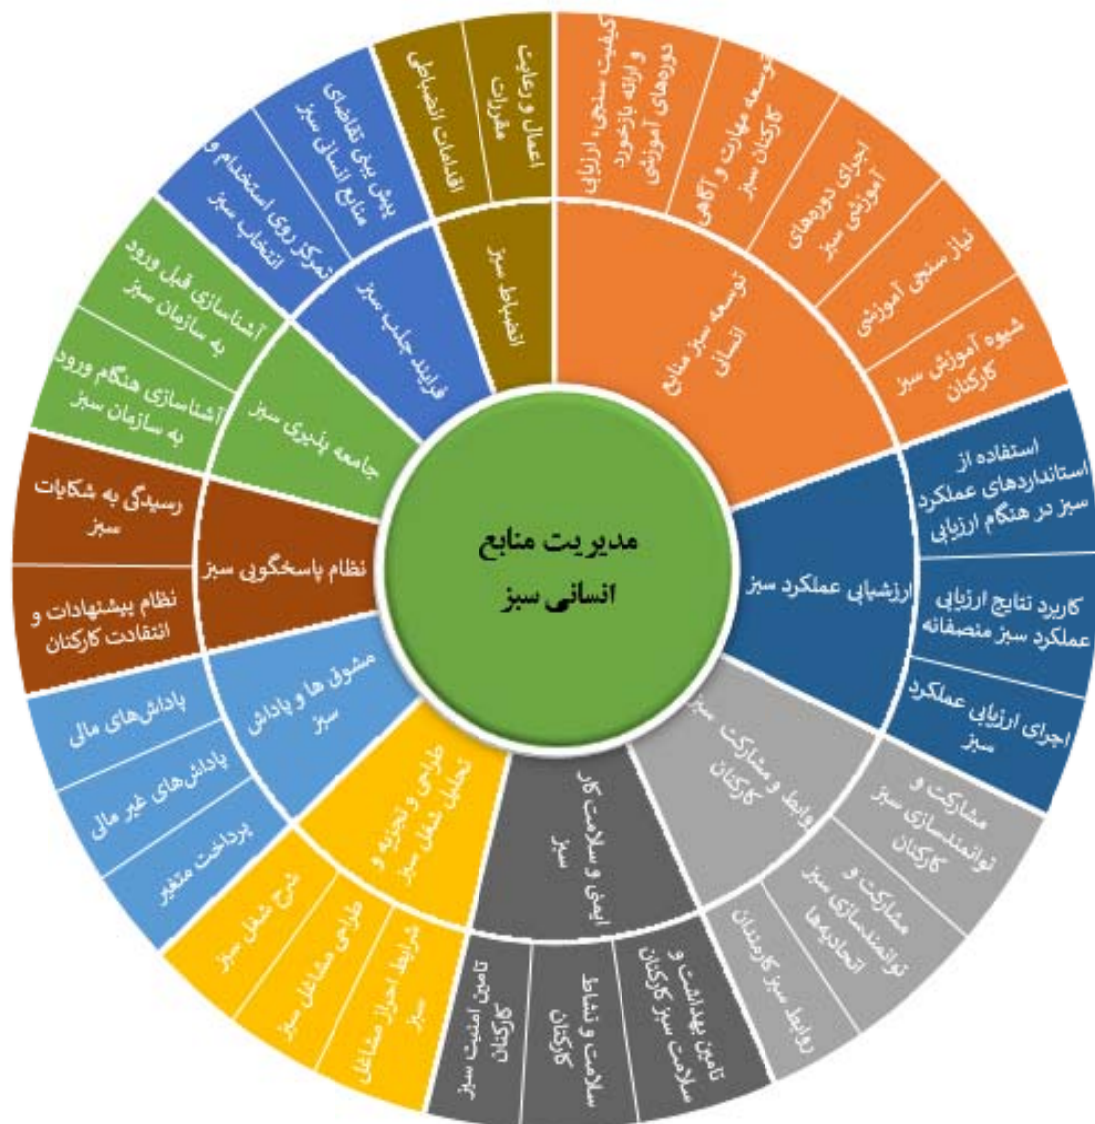 مدیریت منابع
انسانی سبز
توسعه سبز منابع
انسانی
کیفیت سنجی، ارزیابی
و ارائه بازخورد
دوره‌های آموزشی
توسعه مهارت و آگاهی
کارکنان سبز
اجرای دوره‌های
آموزشی سبز
نیاز سنجی آموزشی
شیوه آموزش سبز
کارکنان
ارزشیابی عملکرد سبز
استفاده از
استانداردهای عملکرد
سبز در هنگام ارزیابی
کاربرد نتایج ارزیابی
عملکرد سبز منصفانه
اجرای ارزیابی عملکرد
سبز
روابط و مشارکت سبز
کارکنان
مشارکت و
توانمندسازی سبز
کارکنان
مشارکت و
توانمندسازی سبز
اتحادیه‌ها
روابط سبز کارمندان
ایمنی و سلامت کار
سبز
تامین بهداشت و
سلامت سبز کارکنان
سلامت و نشاط
کارکنان
تامین امنیت سبز
کارکنان
طراحی و تجزیه و
تحلیل شغل سبز
شرایط احراز مشاغل
سبز
طراحی مشاغل سبز
شرح شغل سبز
مشوق ها و پاداش
سبز
پرداخت متغیر
پاداش‌های غیر مالی
پاداش‌های مالی
نظام پاسخگویی سبز
نظام پیشنهادات و
انتقادت کارکنان
رسیدگی به شکایات
سبز
جامعه پذیری سبز
آشناسازی هنگام ورود
به سازمان سبز
آشناسازی قبل ورود
به سازمان سبز
فرایند جلب سبز
تمرکز روی استخدام و
انتخاب سبز
پیش بینی تقاضای
منابع انسانی سبز
انضباط سبز
اقدامات انضباطی
اعمال و رعایت
مقررات